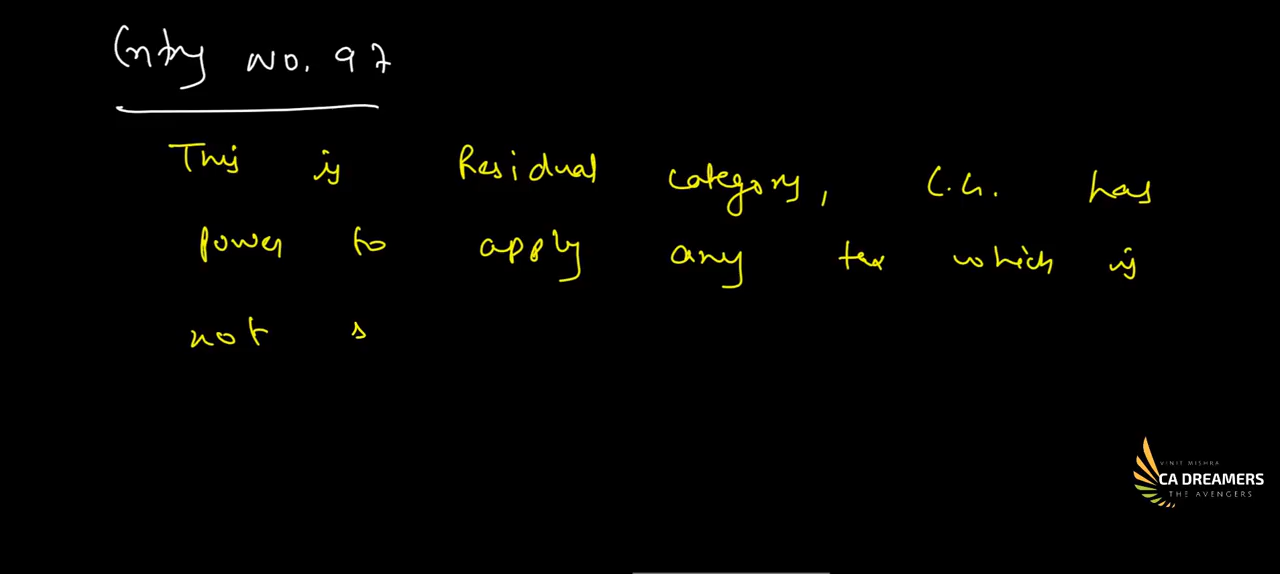 Entry No. 97
This is Residual category, C.G. has
power to apply any tax which is
not s
VINIT MISHRA
CA DREAMERS
THE AVENGERS